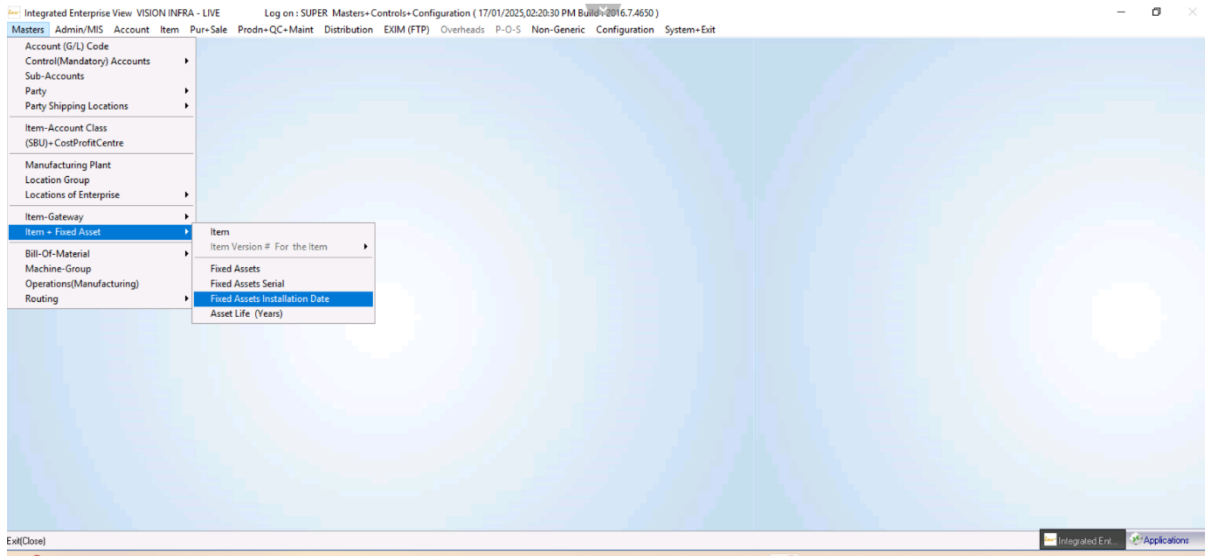 Integrated Enterprise View VISION INFRA - LIVE Log on : SUPER Masters+Controls+Configuration ( 17/01/2025,02:20:30 PM Build : 2016.7.4650 )
Masters Admin/MIS Account Item Pur+Sale Prodn+QC+Maint Distribution EXIM (FTP) Overheads P-O-S Non-Generic Configuration System+Exit
Account (G/L) Code
Control(Mandatory) Accounts
Sub-Accounts
Party
Party Shipping Locations
Item-Account Class
(SBU)+CostProfitCentre
Manufacturing Plant
Location Group
Locations of Enterprise
Item-Gateway
Item + Fixed Asset
Bill-Of-Material
Machine-Group
Operations(Manufacturing)
Routing
Item
Item Version # For the Item
Fixed Assets
Fixed Assets Serial
Fixed Assets Installation Date
Asset Life (Years)
Exit(Close)
Integrated Ent...
Applications